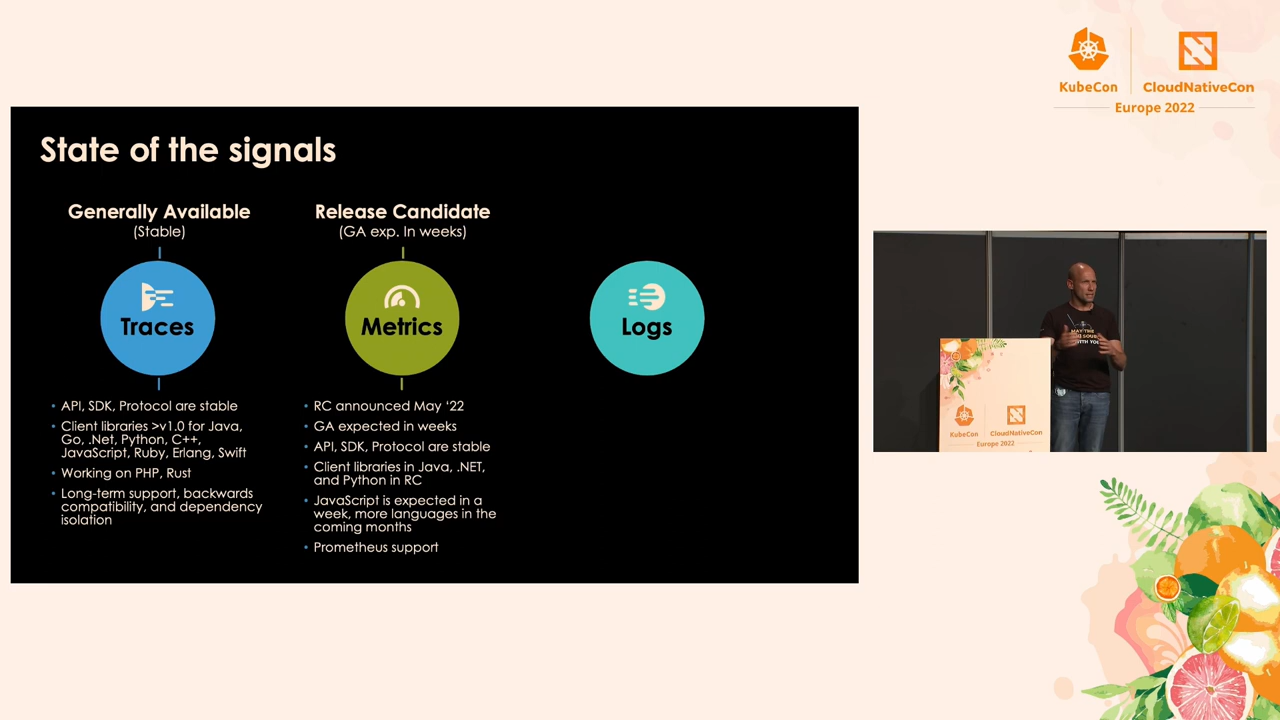 KubeCon
CloudNativeCon
Europe 2022
State of the signals
Generally Available
(Stable)
Traces
• API, SDK, Protocol are stable
• Client libraries >v1.0 for Java,
Go, .Net, Python, C++,
JavaScript, Ruby, Erlang, Swift
• Working on PHP, Rust
• Long-term support, backwards
compatibility, and dependency
isolation
Release Candidate
(GA exp. In weeks)
Metrics
• RC announced May ‘22
• GA expected in weeks
• API, SDK, Protocol are stable
• Client libraries in Java, .NET,
and Python in RC
• JavaScript is expected in a
week, more languages in the
coming months
• Prometheus support
Logs
MAY THE
WITH YOU
KubeCon
CloudNativeCon
Europe 2022